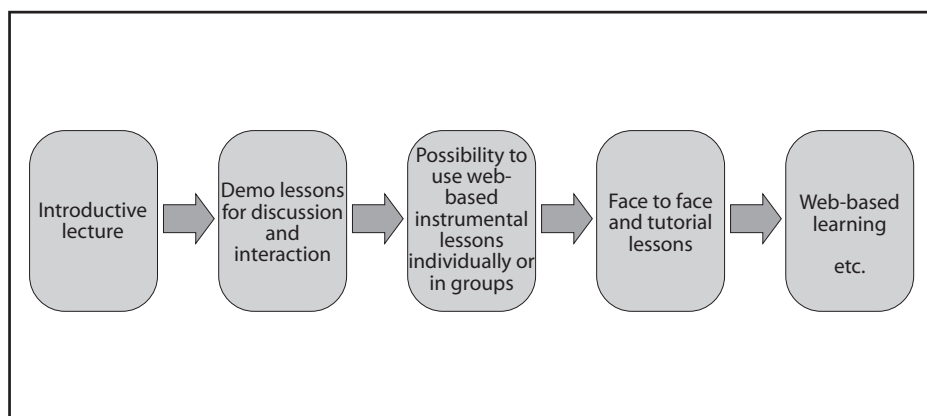 Introductive
lecture
Demo lessons
for discussion
and
interaction
Possibility to
use web-
based
instrumental
lessons
individually or
in groups
Face to face
and tutorial
lessons
Web-based
learning
etc.